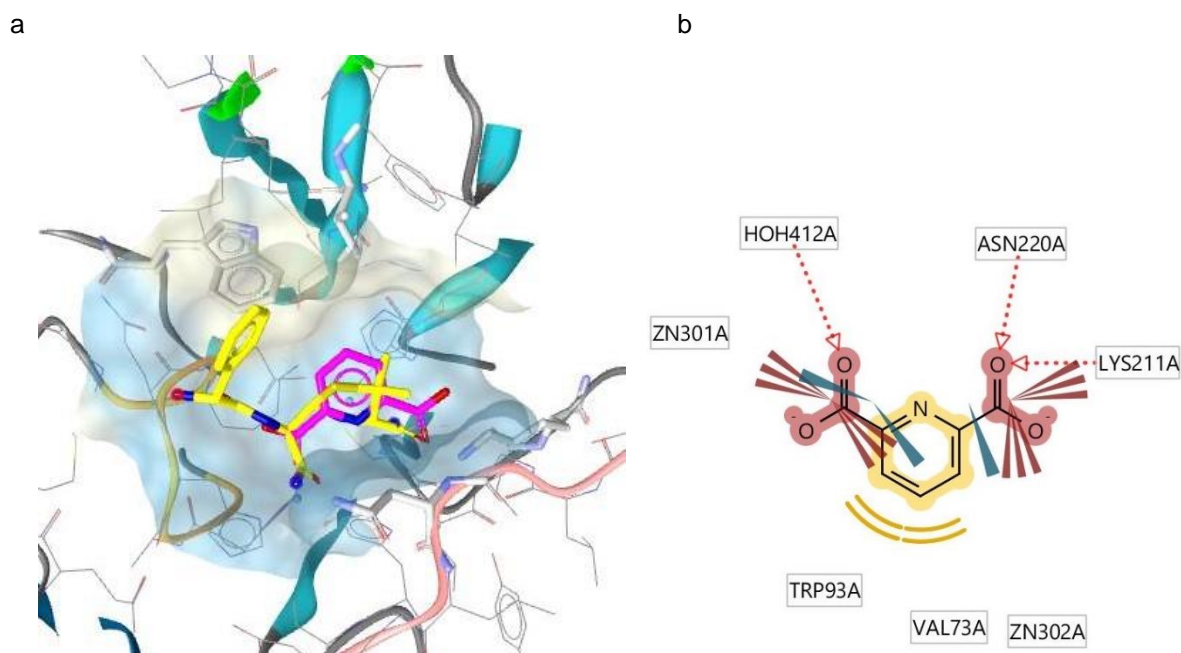 a
b
HOH412A
ASN220A
ZN301A
LYS211A
O
O
N
O-
O-
TRP93A
VAL73A
ZN302A